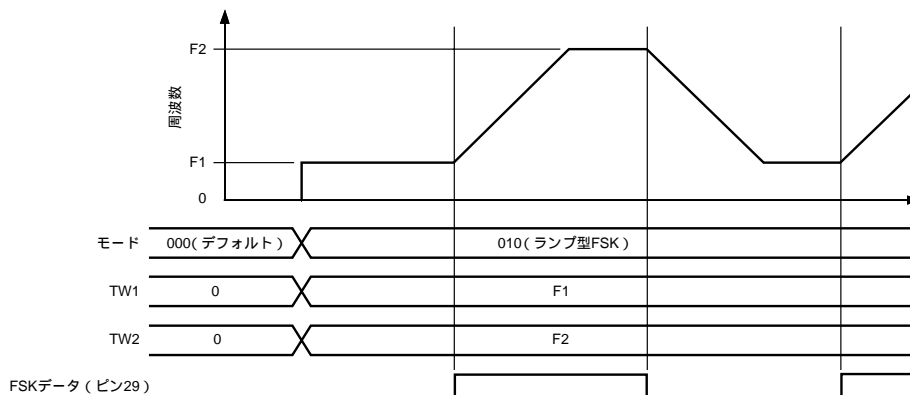 F2
周波数
F1
0
モード 000(デフォルト) 010(ランプ型FSK)
TW1 0 F1
TW2 0 F2
FSKデータ(ピン29)